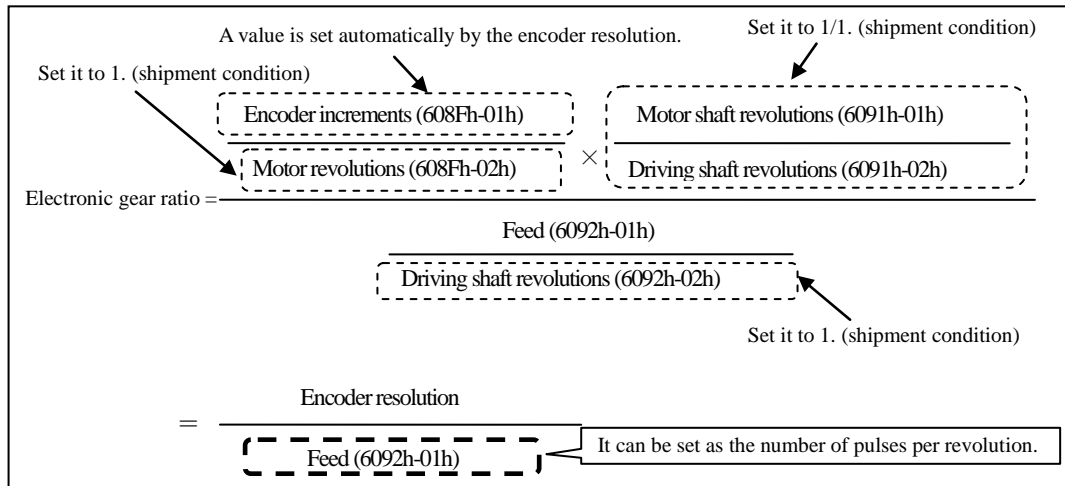 A value is set automatically by the encoder resolution.
Set it to 1/1. (shipment condition)
Set it to 1. (shipment condition)
Encoder increments (608Fh-01h)
Motor shaft revolutions (6091h-01h)
×
Motor revolutions (608Fh-02h)
Driving shaft revolutions (6091h-02h)
Electronic gear ratio =
Feed (6092h-01h)
Driving shaft revolutions (6092h-02h)
Set it to 1. (shipment condition)
Encoder resolution
=
Feed (6092h-01h)
It can be set as the number of pulses per revolution.